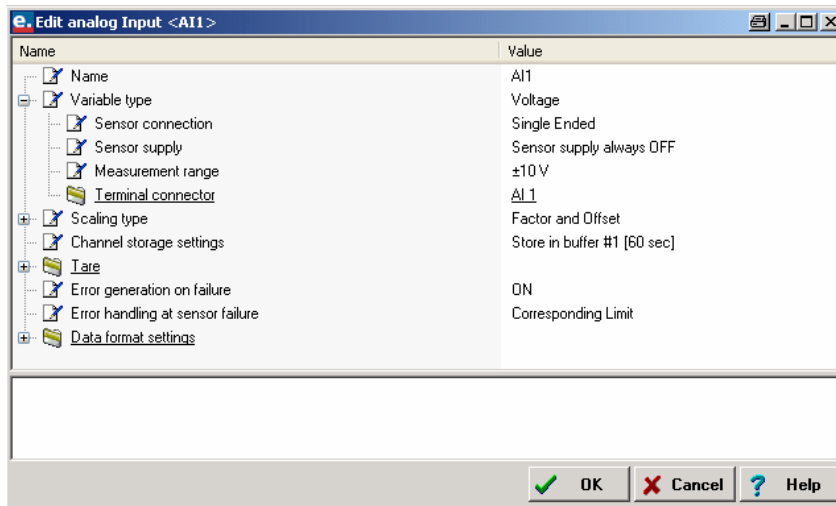 e. Edit analog Input <AI1>
Name Value
Name AI1
Variable type Voltage
Sensor connection Single Ended
Sensor supply Sensor supply always OFF
Measurement range ±10 V
Terminal connector AI 1
Scaling type Factor and Offset
Channel storage settings Store in buffer #1 [60 sec]
Tare
Error generation on failure ON
Error handling at sensor failure Corresponding Limit
Data format settings
OK Cancel ? Help